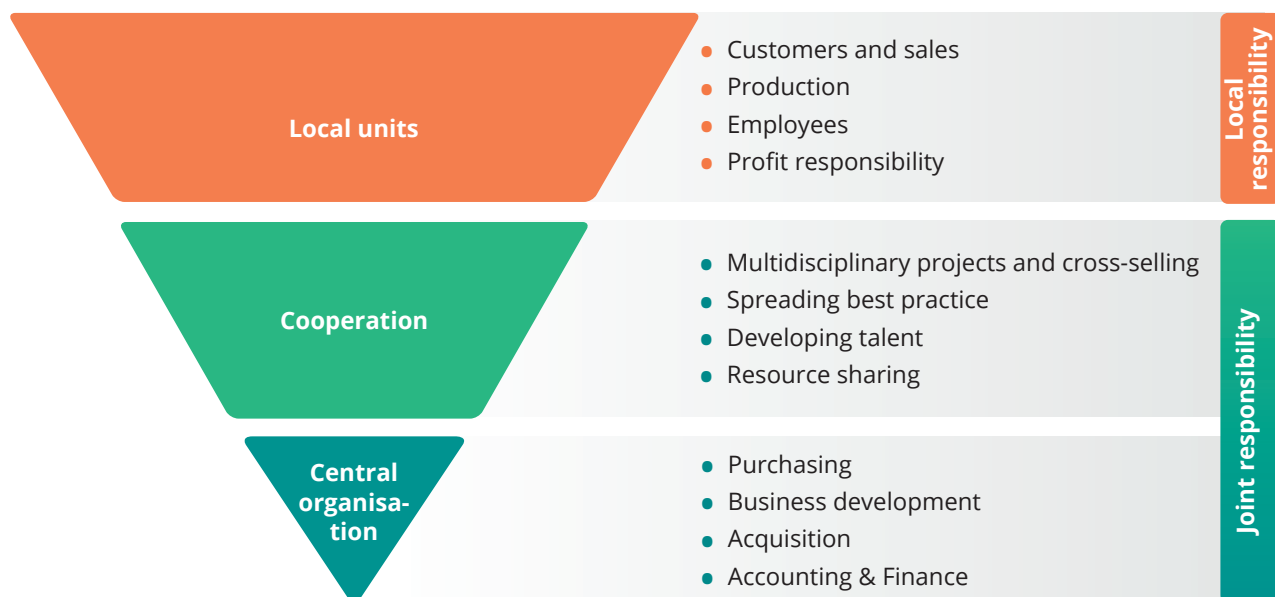 Local units
Customers and sales
Production
Employees
Profit responsibility
Local
responsibility
Cooperation
Multidisciplinary projects and cross-selling
Spreading best practice
Developing talent
Resource sharing
Central
organisa-
tion
Purchasing
Business development
Acquisition
Accounting & Finance
Joint responsibility